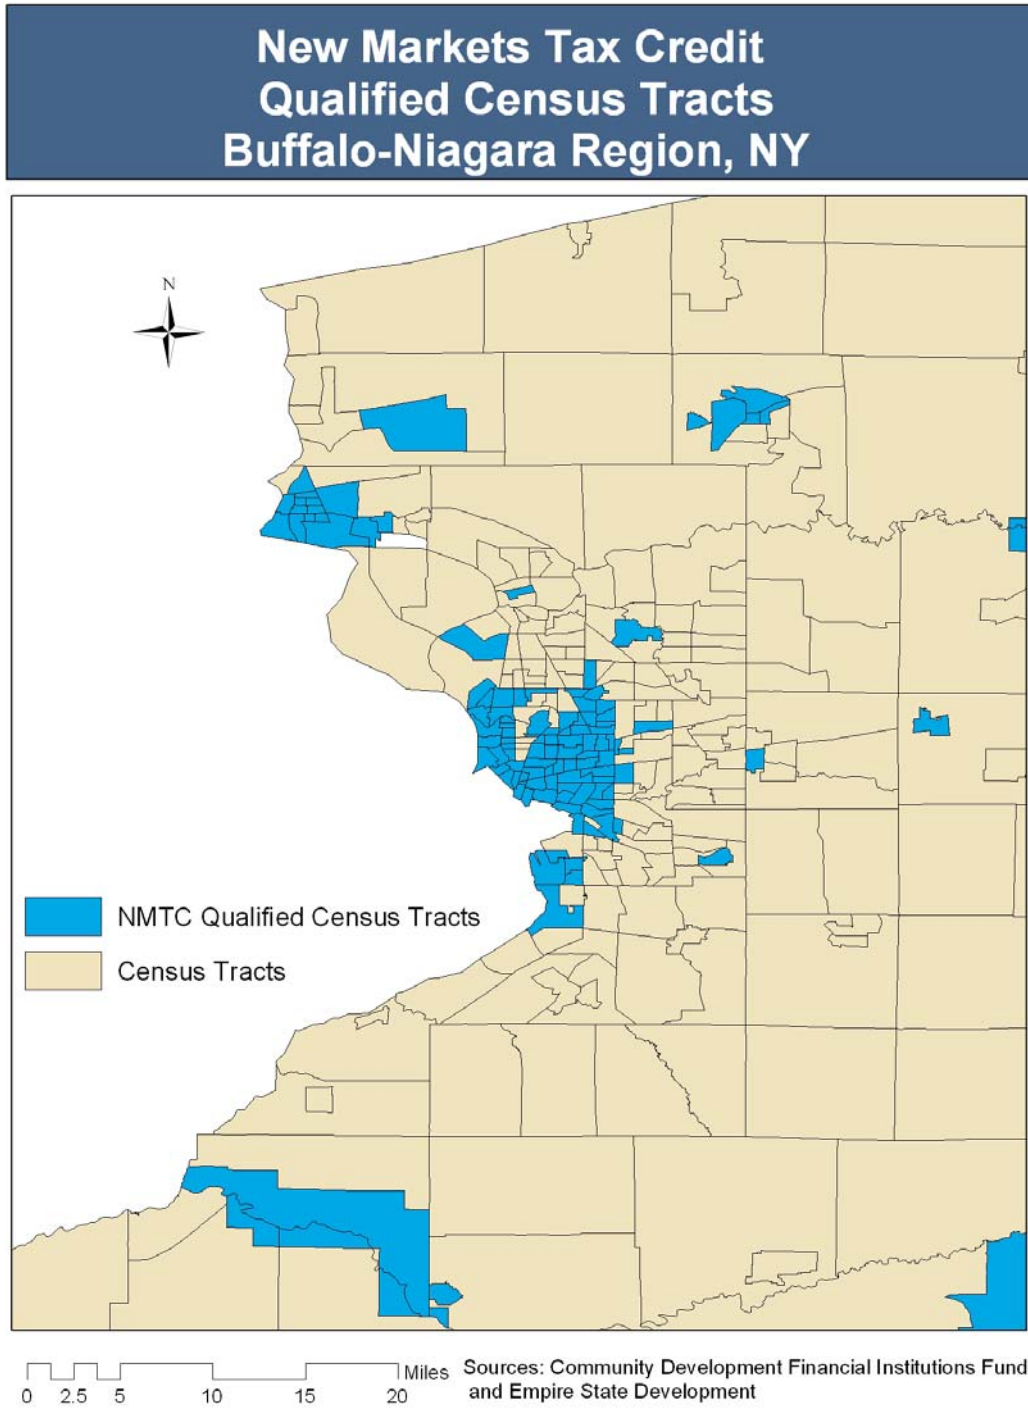 New Markets Tax Credit
Qualified Census Tracts
Buffalo-Niagara Region, NY
N
NMTC Qualified Census Tracts
Census Tracts
Miles
0 2.5 5 10 15 20
Sources: Community Development Financial Institutions Fund
and Empire State Development